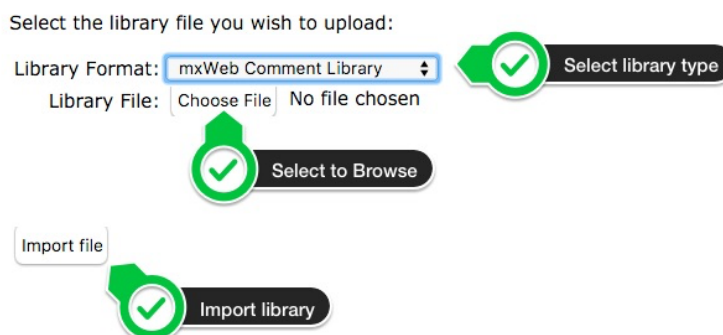 Select the library file you wish to upload:
Library Format: mxWeb Comment Library Select library type
Library File: Choose File No file chosen
Select to Browse
Import file
Import library